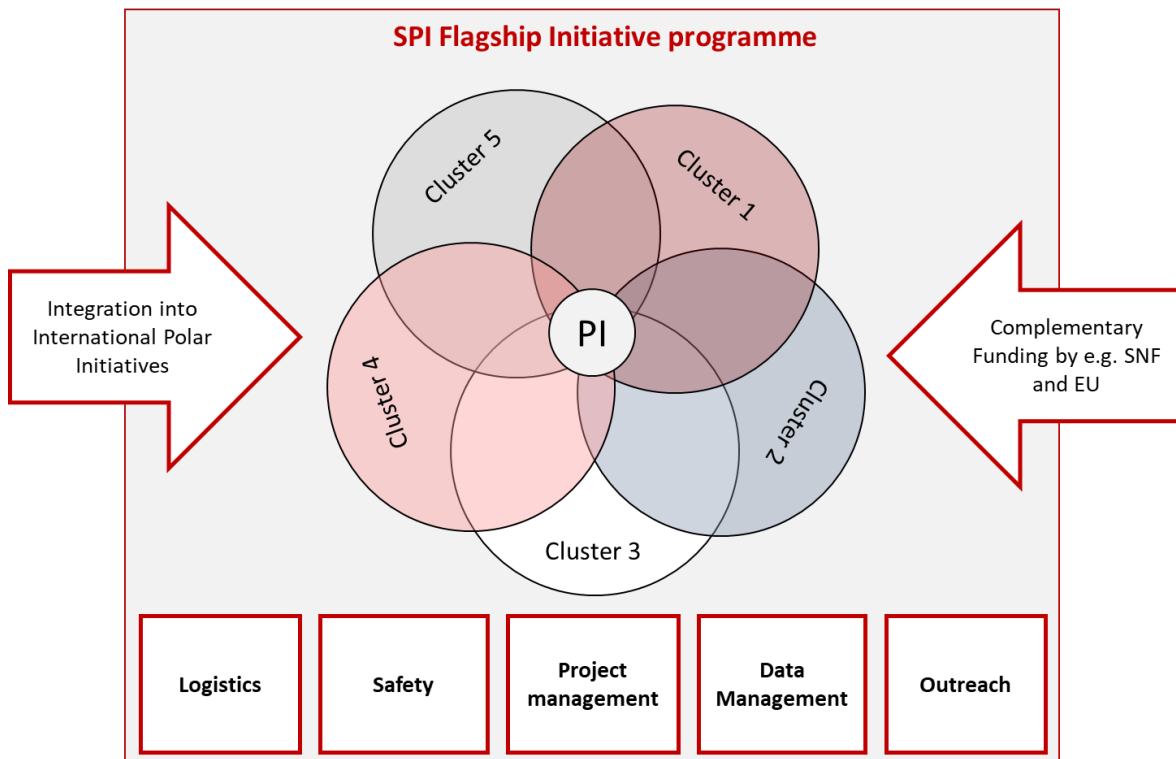 SPI Flagship Initiative programme
Cluster 5
Cluster 1
Integration into
International Polar
Initiatives
PI
Complementary
Funding by e.g. SNF
and EU
Cluster 4
Cluster 2
Cluster 3
Logistics
Safety
Project
management
Data
Management
Outreach